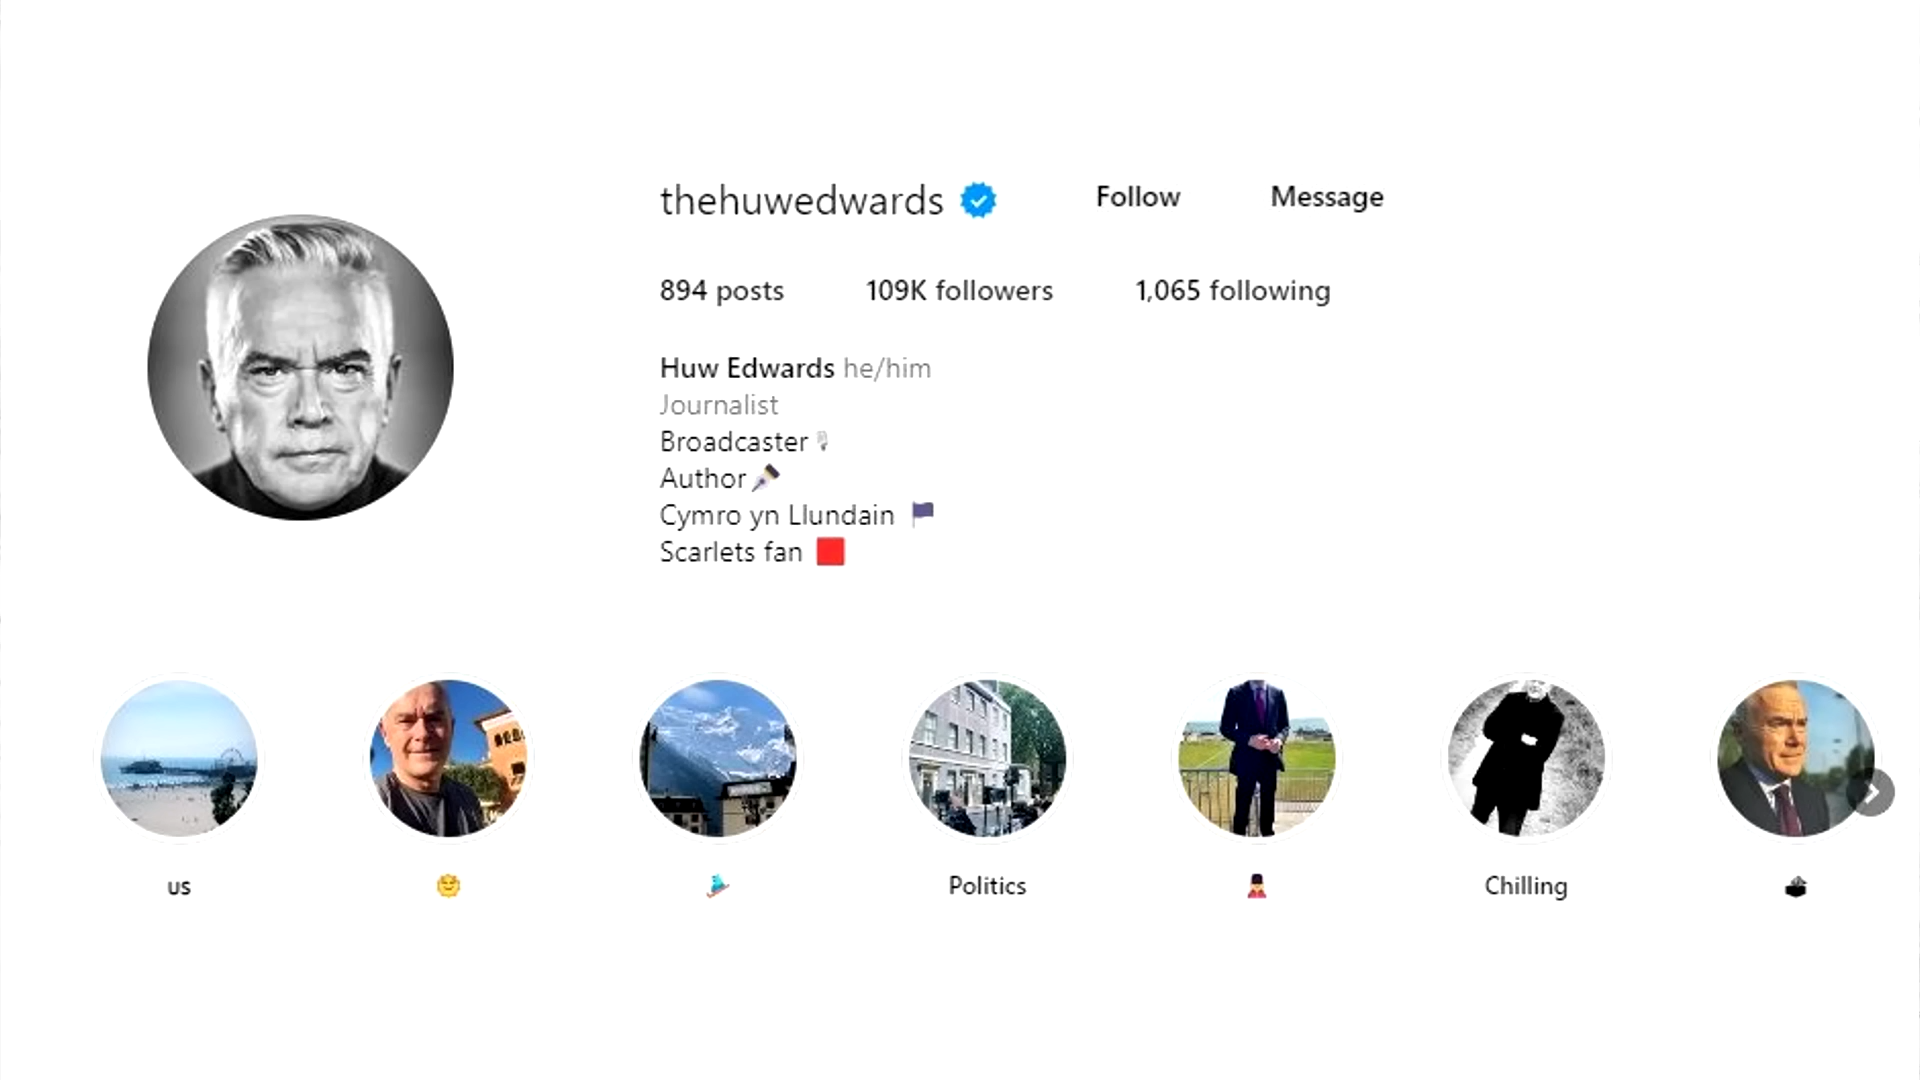 thehuwedwards Follow Message
894 posts 109K followers 1,065 following
Huw Edwards he/him
Journalist
Broadcaster
Author
Cymro yn Llundain
Scarlets fan
us
Politics
Chilling